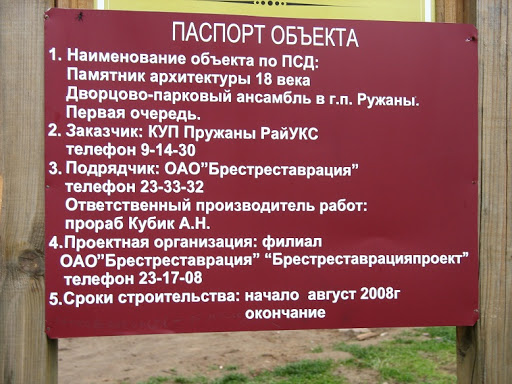 ПАСПОРТ ОБЪЕКТА
1. Наименование объекта по ПСД:
Памятник архитектуры 18 века
Дворцово-парковый ансамбль в г.п. Ружаны.
Первая очередь.
2. Заказчик: КУП Пружаны РайУКС
телефон 9-14-30
3. Подрядчик: ОАО"Брестреставрация"
телефон 23-33-32
Ответственный производитель работ:
прораб Кубик А.Н.
4.Проектная организация: филиал
ОАО"Брестреставрация" "Брестреставрацияпроект"
телефон 23-17-08
5.Сроки строительства: начало август 2008г
окончание